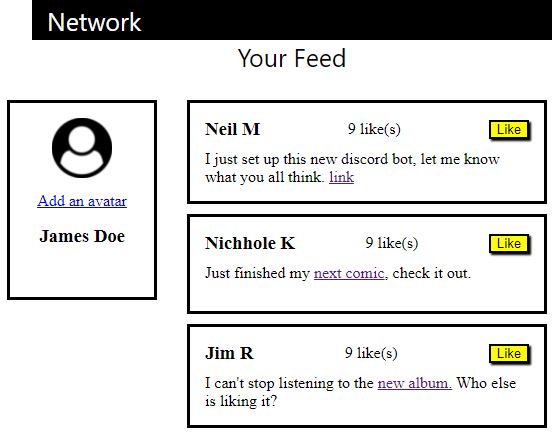 Network
Your Feed
Add an avatar
James Doe
Neil M 9 like(s) Like
I just set up this new discord bot, let me know
what you all think. link
Nichhole K 9 like(s) Like
Just finished my next comic, check it out.
Jim R 9 like(s) Like
I can't stop listening to the new album. Who else
is liking it?